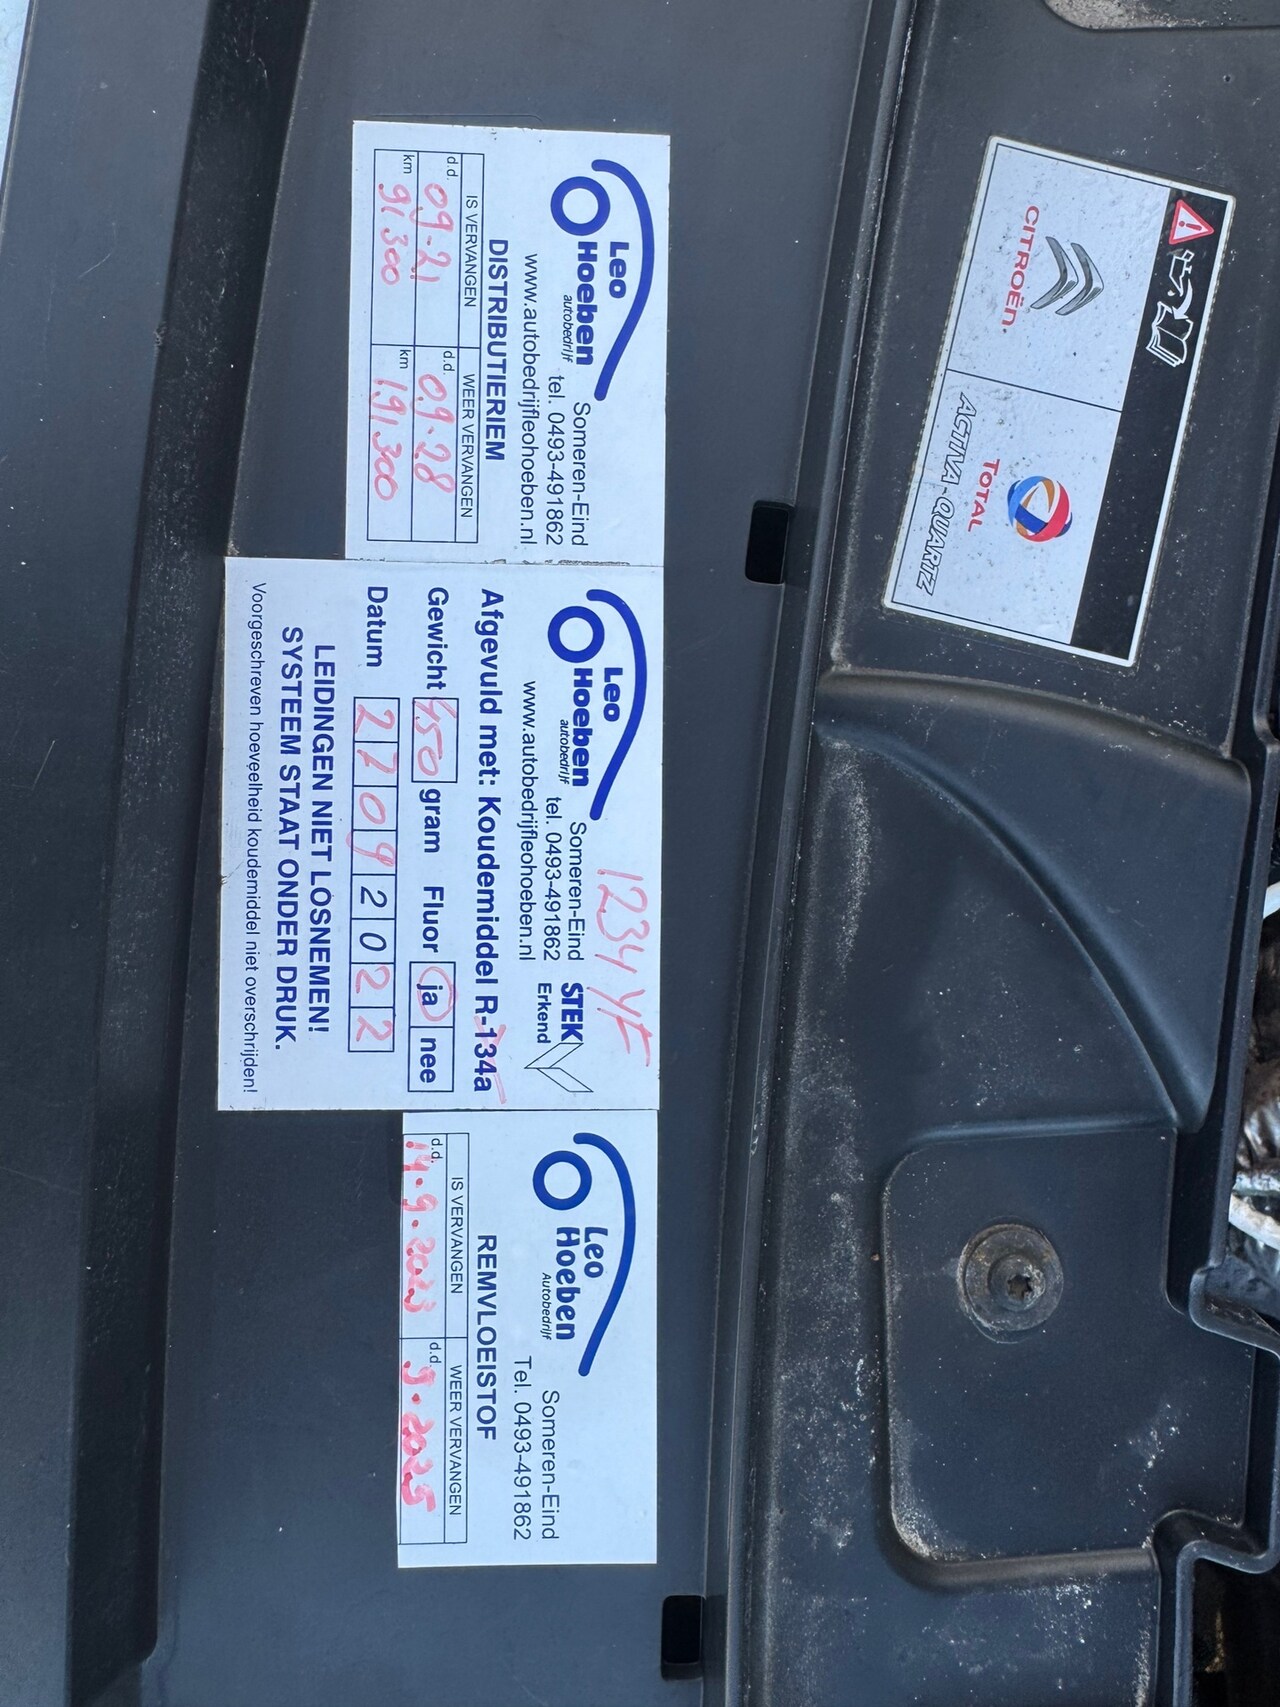 CITROËN
TOTAL
ACTIVA-QUARTZ
Leo
Hoeben
autobedrijf
Someren-Eind
tel. 0493-491862
www.autobedrijfleohoeben.nl
DISTRIBUTIERIEM
IS VERVANGEN WEER VERVANGEN
d.d. 09-21 d.d. 09-28
km 91.300 km 191.300
1234 YF
Leo
Hoeben
autobedrijf
Someren-Eind
tel. 0493-491862
www.autobedrijfleohoeben.nl
STEK
Erkend
Afgevuld met: Koudemiddel R-134a
Gewicht 450 gram Fluor ja nee
Datum 27092022
LEIDINGEN NIET LOSNEMEN!
SYSTEEM STAAT ONDER DRUK.
Voorgeschreven hoeveelheid koudemiddel niet overschrijden!
Leo
Hoeben
Autobedrijf
Someren-Eind
Tel. 0493-491862
REMVLOEISTOF
IS VERVANGEN WEER VERVANGEN
d.d. 14.9.2023 d.d. 9.2025